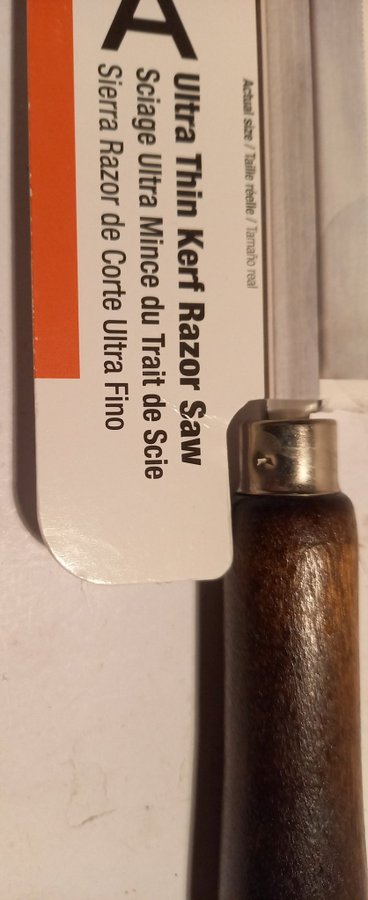 A
Ultra Thin Kerf Razor Saw
Sciage Ultra Mince du Trait de Scie
Sierra Razor de Corte Ultra Fino
Actual size / Taille réelle / Tamaño real